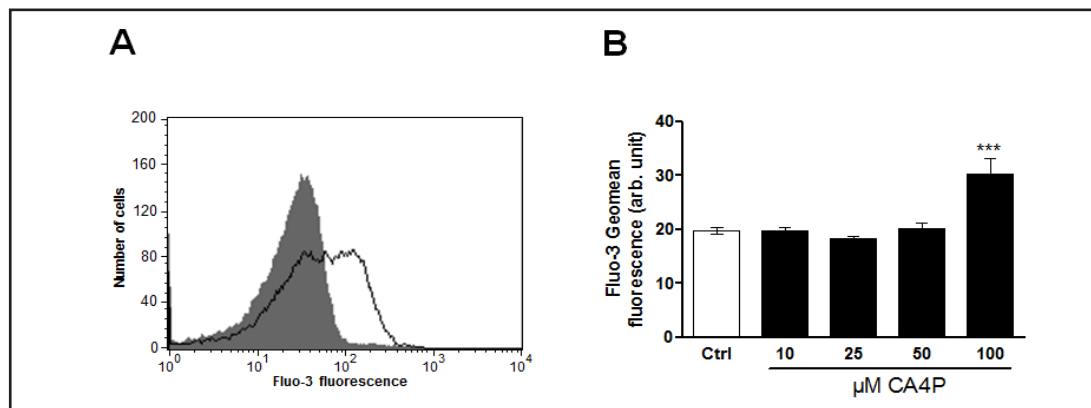 A
200
160
120
80
40
0
Number of cells
10^0 10^1 10^2 10^3 10^4
Fluo-3 fluorescence
B
40
30
20
10
0
Fluo-3 Geomean
fluorescence (arb. unit)
***
Ctrl 10 25 50 100
µM CA4P